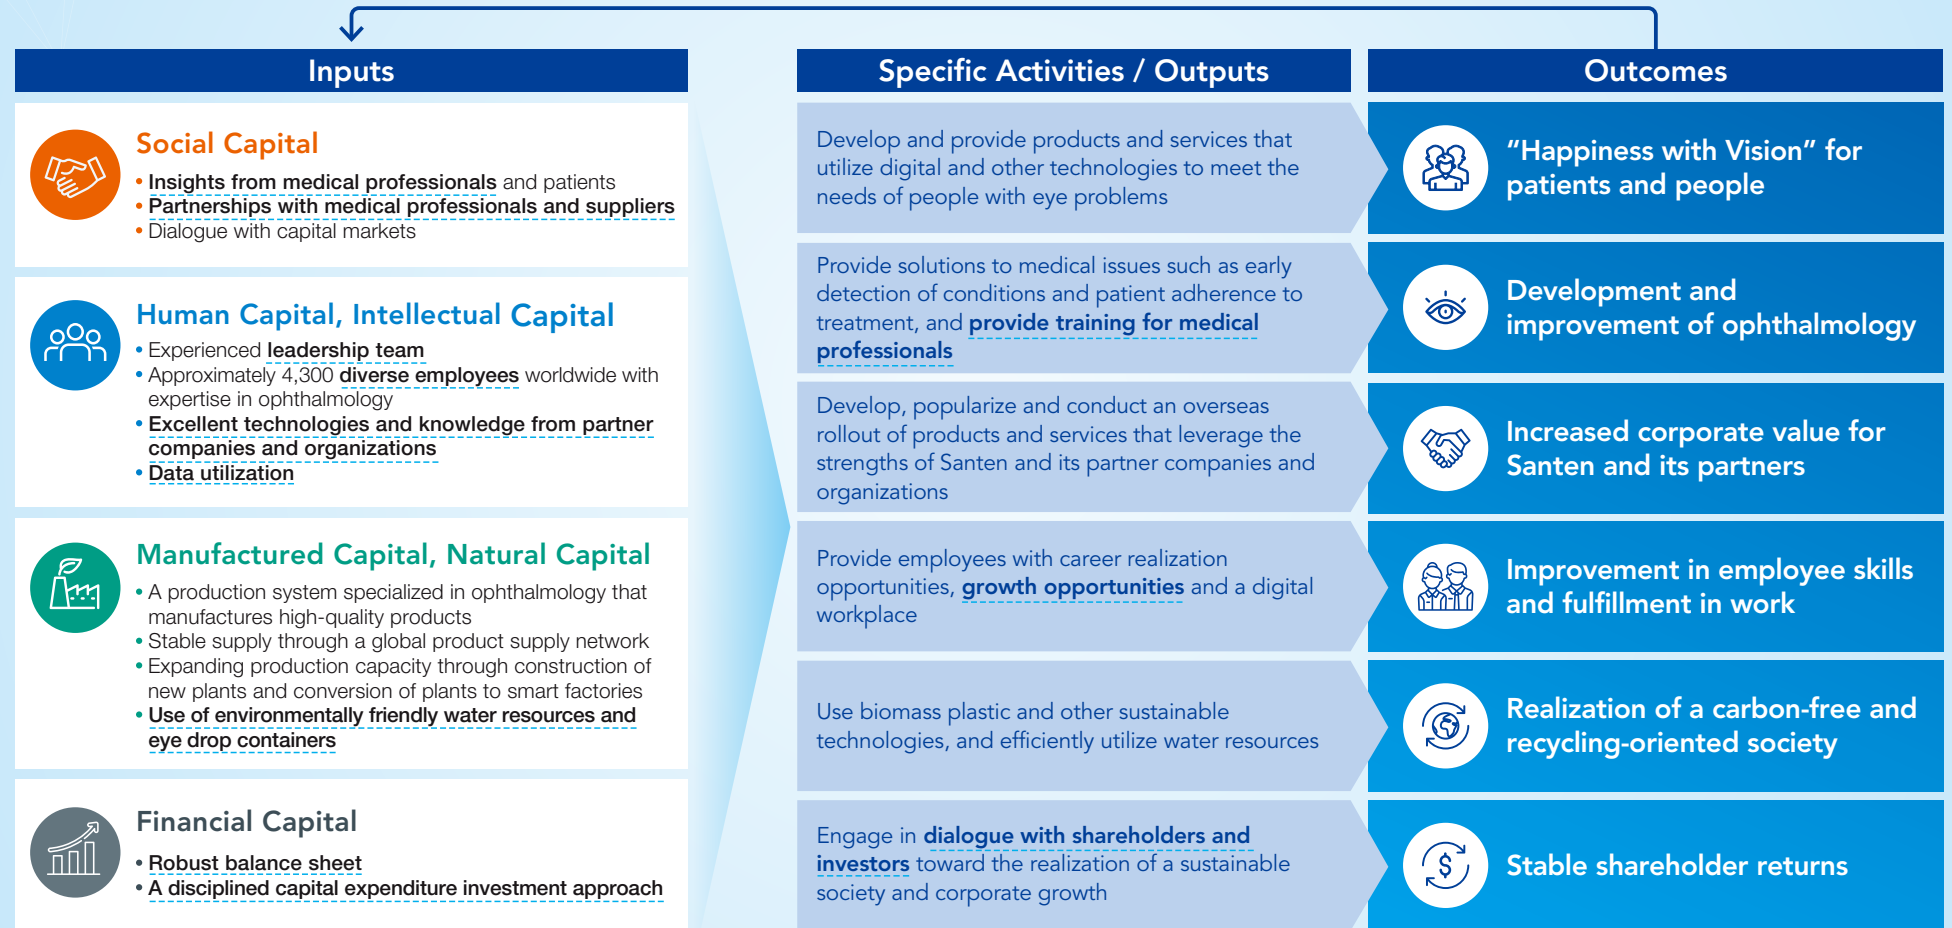 Inputs
Social Capital
• Insights from medical professionals and patients
• Partnerships with medical professionals and suppliers
• Dialogue with capital markets
Human Capital, Intellectual Capital
• Experienced leadership team
• Approximately 4,300 diverse employees worldwide with
expertise in ophthalmology
• Excellent technologies and knowledge from partner
companies and organizations
• Data utilization
Manufactured Capital, Natural Capital
• A production system specialized in ophthalmology that
manufactures high-quality products
• Stable supply through a global product supply network
• Expanding production capacity through construction of
new plants and conversion of plants to smart factories
• Use of environmentally friendly water resources and
eye drop containers
Financial Capital
• Robust balance sheet
• A disciplined capital expenditure investment approach
Specific Activities / Outputs
Develop and provide products and services that
utilize digital and other technologies to meet the
needs of people with eye problems
Provide solutions to medical issues such as early
detection of conditions and patient adherence to
treatment, and provide training for medical
professionals
Develop, popularize and conduct an overseas
rollout of products and services that leverage the
strengths of Santen and its partner companies and
organizations
Provide employees with career realization
opportunities, growth opportunities and a digital
workplace
Use biomass plastic and other sustainable
technologies, and efficiently utilize water resources
Engage in dialogue with shareholders and
investors toward the realization of a sustainable
society and corporate growth
Outcomes
“Happiness with Vision” for
patients and people
Development and
improvement of ophthalmology
Increased corporate value for
Santen and its partners
Improvement in employee skills
and fulfillment in work
Realization of a carbon-free and
recycling-oriented society
$
Stable shareholder returns